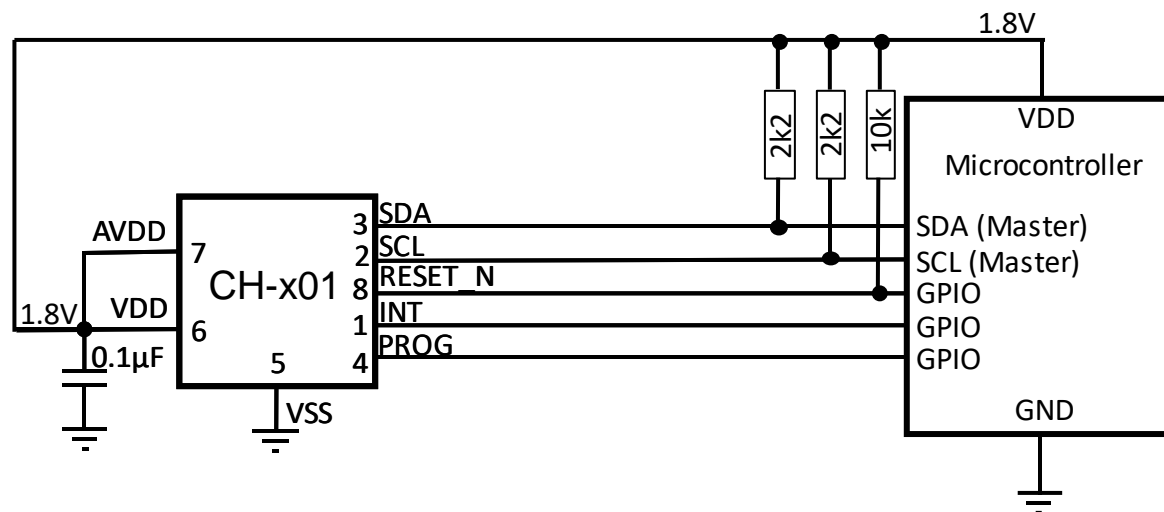 1.8V
2k2
2k2
10k
VDD
Microcontroller
SDA (Master)
SCL (Master)
GPIO
GPIO
GPIO
GND
AVDD
7
1.8V
VDD
6
0.1µF
CH-x01
3
SDA
2
SCL
8
RESET_N
1
INT
4
PROG
5
VSS